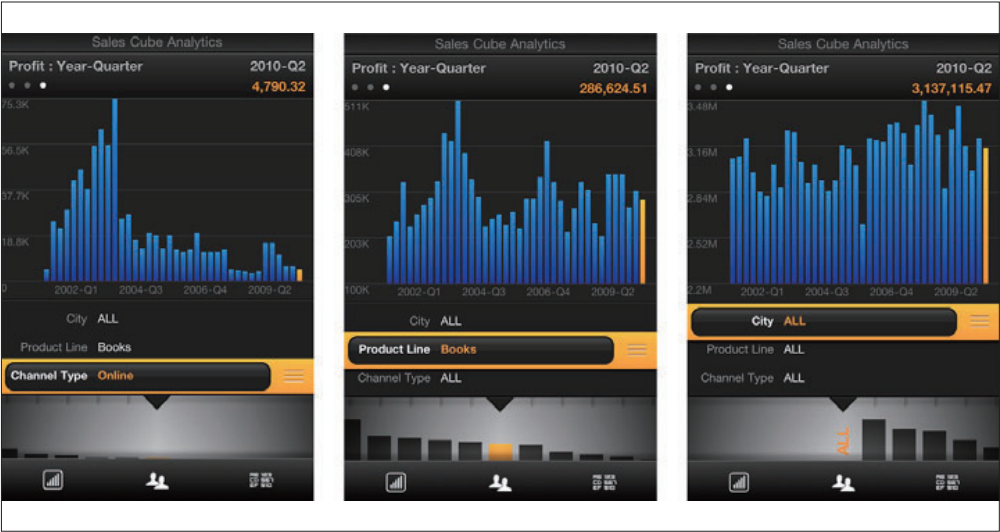 Sales Cube Analytics
Profit : Year-Quarter 2010-Q2
4,790.32
75.3K
56.5K
37.7K
18.8K
0
2002-Q1 2004-Q3 2006-Q4 2009-Q2
City ALL
Product Line Books
Channel Type Online
Sales Cube Analytics
Profit : Year-Quarter 2010-Q2
286,624.51
511K
408K
305K
203K
100K
2002-Q1 2004-Q3 2006-Q4 2009-Q2
City ALL
Product Line Books
Channel Type ALL
Sales Cube Analytics
Profit : Year-Quarter 2010-Q2
3,137,115.47
3.48M
3.16M
2.84M
2.52M
2.2M
2002-Q1 2004-Q3 2006-Q4 2009-Q2
City ALL
Product Line ALL
Channel Type ALL
ALL